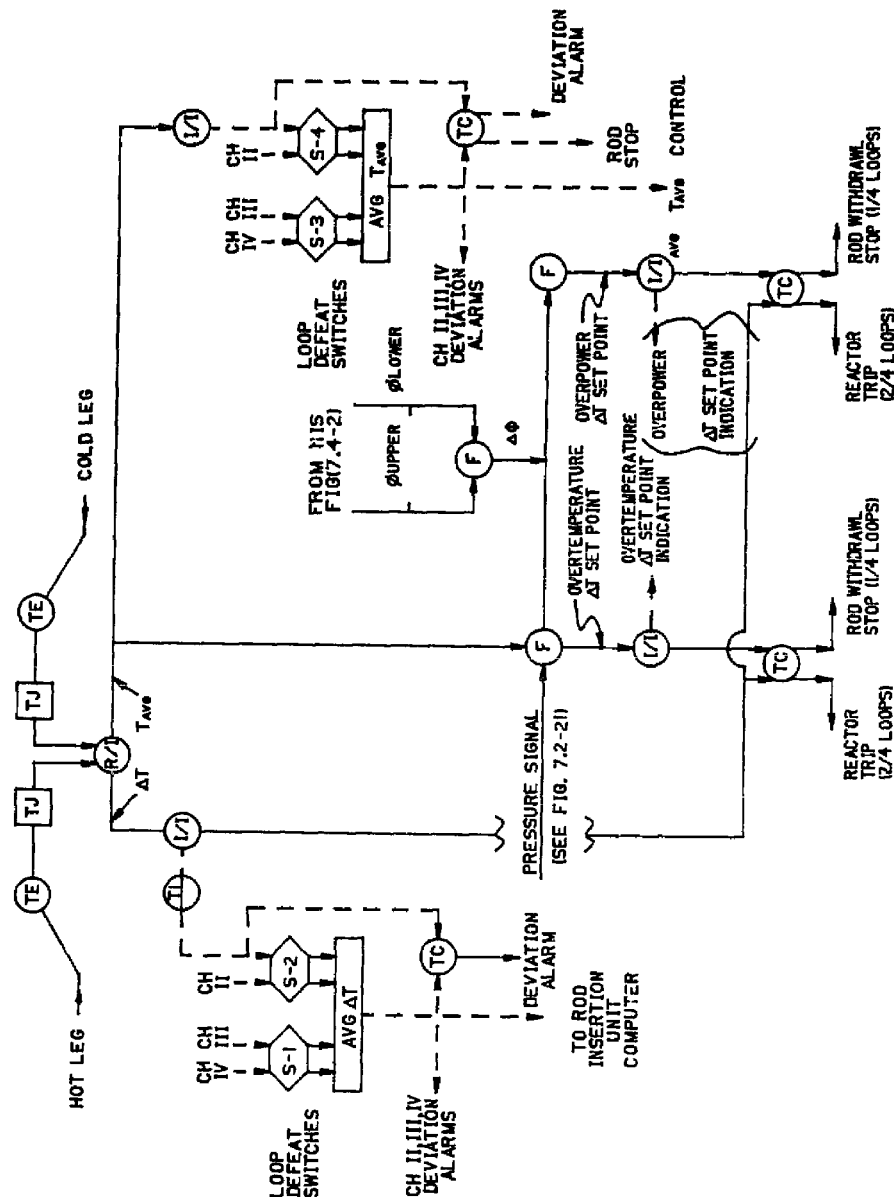 HOT LEG
TE
TJ
R/I
TJ
TE
COLD LEG
ΔT
TAVG
I/I
TI
LOOP
DEFEAT
SWITCHES
CH
IV
CH
III
CH
II
S-1
S-2
AVG ΔT
CH II,III,IV
DEVIATION
ALARMS
TC
DEVIATION
ALARM
TO ROD
INSERTION
UNIT
COMPUTER
I/I
LOOP
DEFEAT
SWITCHES
CH
IV
CH
III
CH
II
S-3
S-4
AVG TAVG
CH II,III,IV
DEVIATION
ALARMS
TC
DEVIATION
ALARM
ROD
STOP
TAVG CONTROL
AVG
FROM NIS
FIG(7.4-2)
ØUPPER
ØLOWER
F
ΔΦ
PRESSURE SIGNAL
(SEE FIG. 7.2-2)
F
F
OVERTEMPERATURE
ΔT SET POINT
OVERPOWER
ΔT SET POINT
I/I
OVERTEMPERATURE
ΔT SET POINT
INDICATION
I/I
OVERPOWER
ΔT SET POINT
INDICATION
TC
REACTOR
TRIP
(2/4 LOOPS)
ROD WITHDRAWL
STOP (1/4 LOOPS)
TC
REACTOR
TRIP
(2/4 LOOPS)
ROD WITHDRAWL
STOP (1/4 LOOPS)